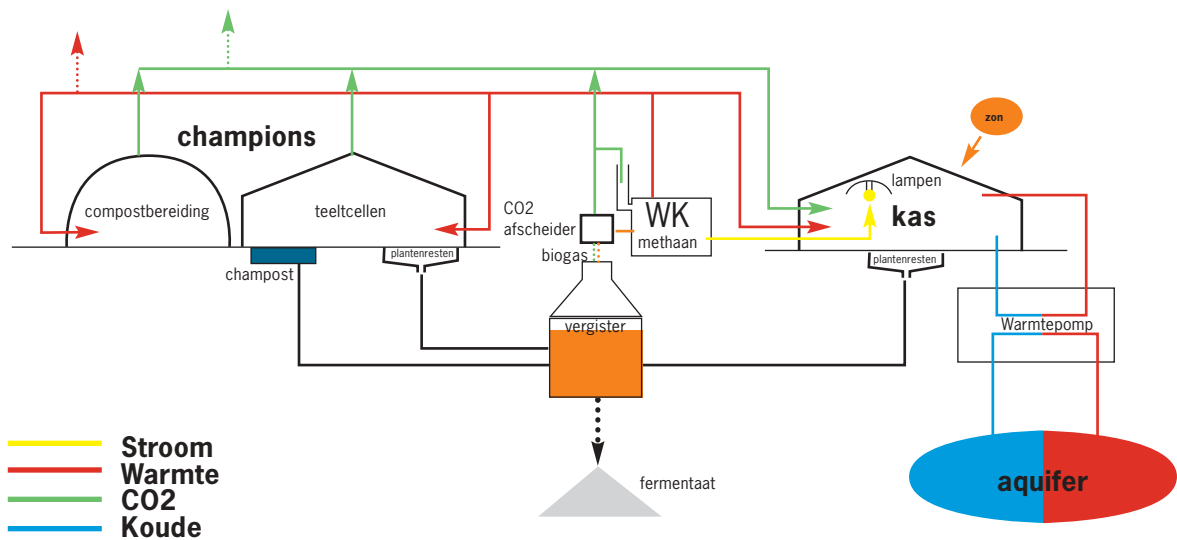 champions
zon
compostbereiding
teeltcellen
CO2
afscheider
WK
methaan
lampen
kas
champost
plantenresten
biogas
plantenresten
vergister
Warmtepomp
Stroom
Warmte
CO2
Koude
fermentaat
aquifer